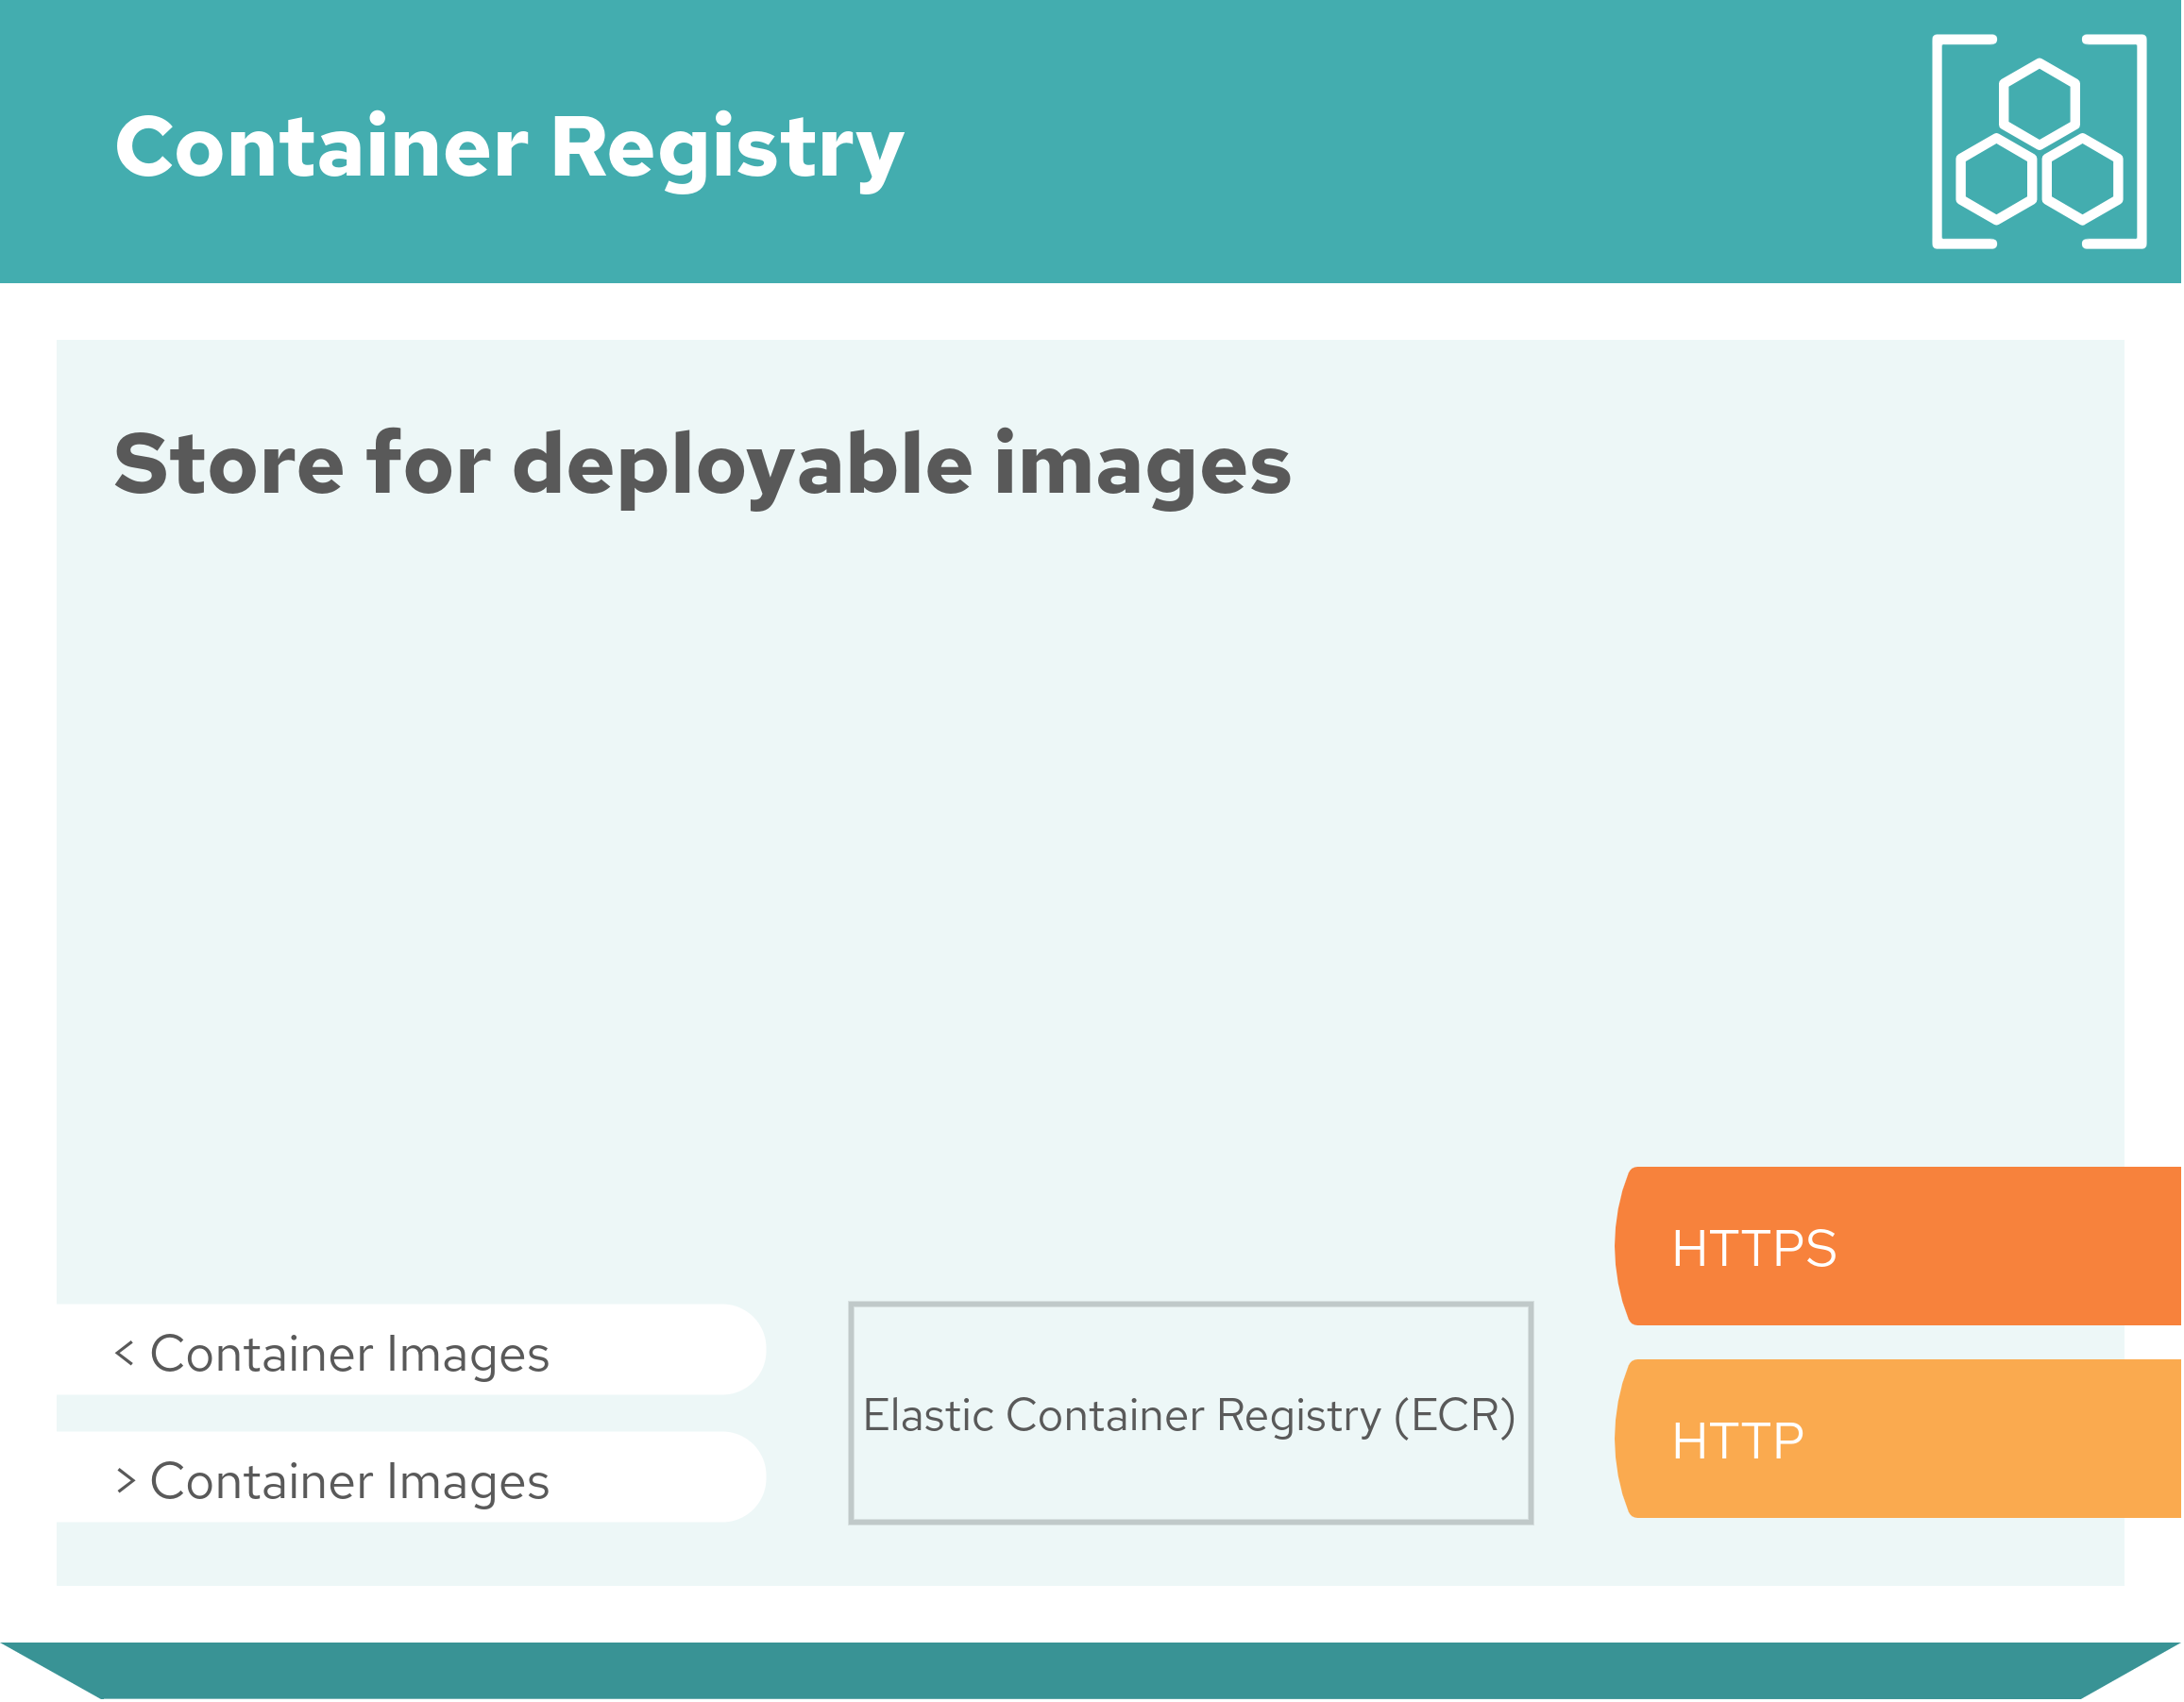 Container Registry
Store for deployable images
< Container Images
> Container Images
Elastic Container Registry (ECR)
HTTPS
HTTP